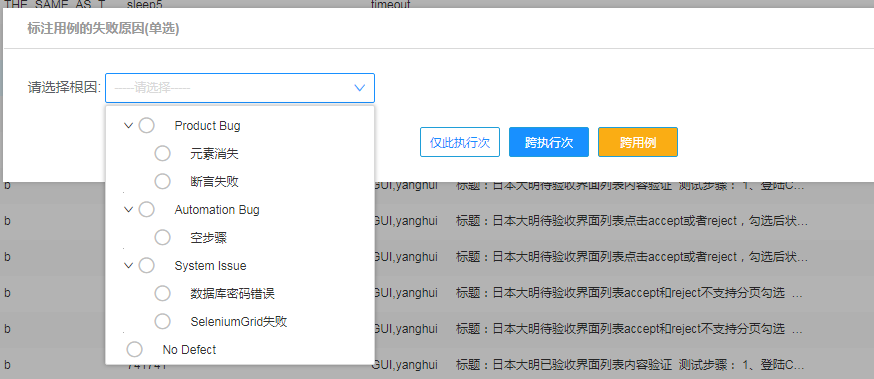 THE_SAME_AS_T... sleep5 timeout
标注用例的失败原因(单选)
请选择根因: -----请选择-----
Product Bug
元素消失
断言失败
Automation Bug
空步骤
System Issue
数据库密码错误
SeleniumGrid失败
No Defect
仅此执行次 跨执行次 跨用例
b GUI,yanghui 标题：日本大明待验收界面列表内容验证 测试步骤： 1、登陆C...
b GUI,yanghui 标题：日本大明待验收界面列表点击accept或者reject，勾选后状...
b GUI,yanghui 标题：日本大明待验收界面列表点击accept或者reject，勾选后状...
b GUI,yanghui 标题：日本大明待验收界面列表accept和reject不支持分页勾选 ...
b GUI,yanghui 标题：日本大明待验收界面列表accept和reject不支持分页勾选 ...
b 741741 GUI,yanghui 标题：日本大明已验收界面列表内容验证 测试步骤： 1、登陆C...